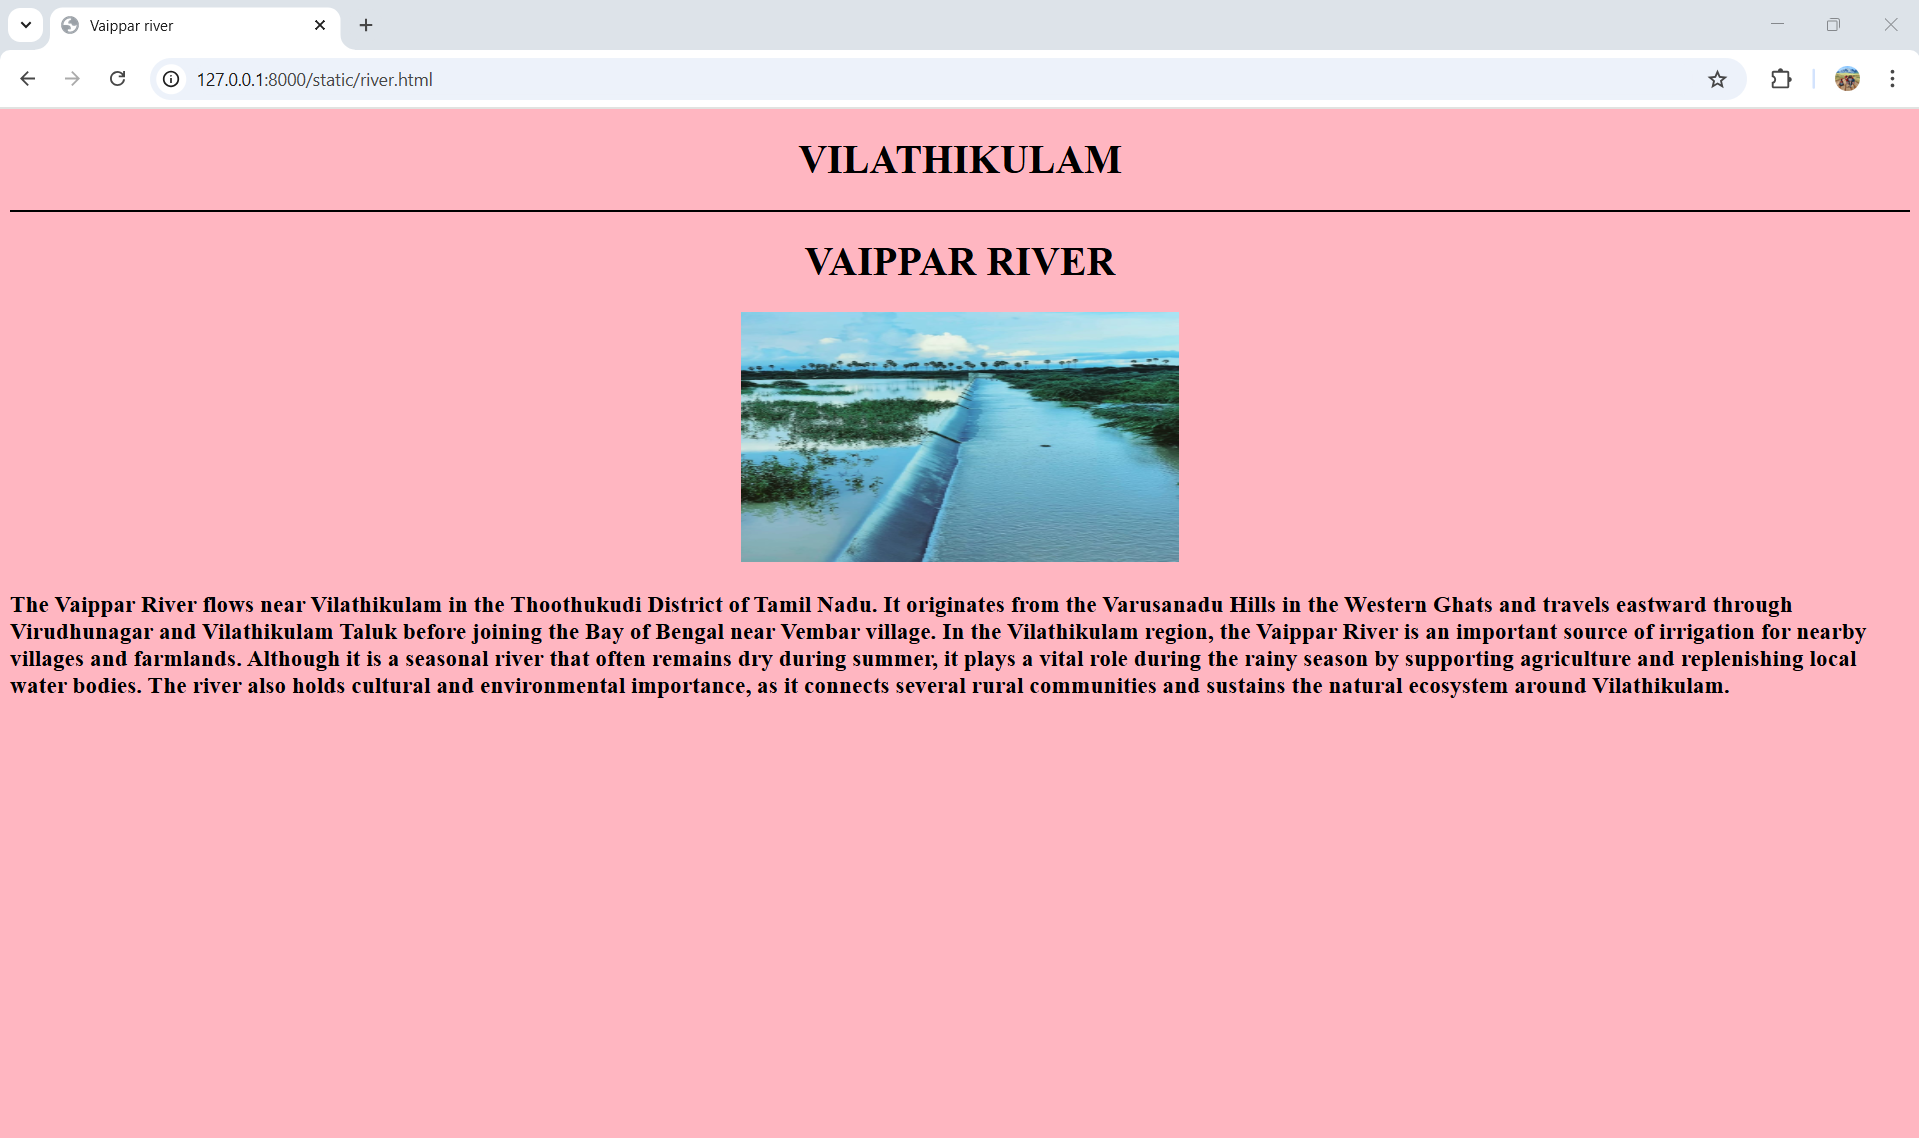 Vaippar river
127.0.0.1:8000/static/river.html
VILATHIKULAM
VAIPPAR RIVER
The Vaippar River flows near Vilathikulam in the Thoothukudi District of Tamil Nadu. It originates from the Varusanadu Hills in the Western Ghats and travels eastward through
Virudhunagar and Vilathikulam Taluk before joining the Bay of Bengal near Vembar village. In the Vilathikulam region, the Vaippar River is an important source of irrigation for nearby
villages and farmlands. Although it is a seasonal river that often remains dry during summer, it plays a vital role during the rainy season by supporting agriculture and replenishing local
water bodies. The river also holds cultural and environmental importance, as it connects several rural communities and sustains the natural ecosystem around Vilathikulam.